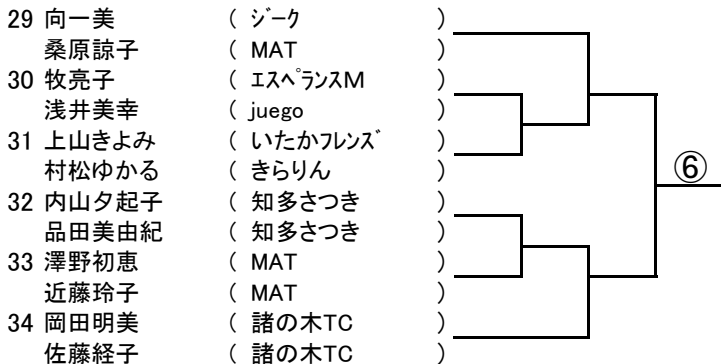 29 向一美 ( ジーク )
桑原諒子 ( MAT )
30 牧亮子 ( エスペランスM )
浅井美幸 ( juego )
31 上山きよみ ( いたかフレンズ )
村松ゆかる ( きらりん )
⑥
32 内山夕起子 ( 知多さつき )
品田美由紀 ( 知多さつき )
33 澤野初恵 ( MAT )
近藤玲子 ( MAT )
34 岡田明美 ( 諸の木TC )
佐藤経子 ( 諸の木TC )